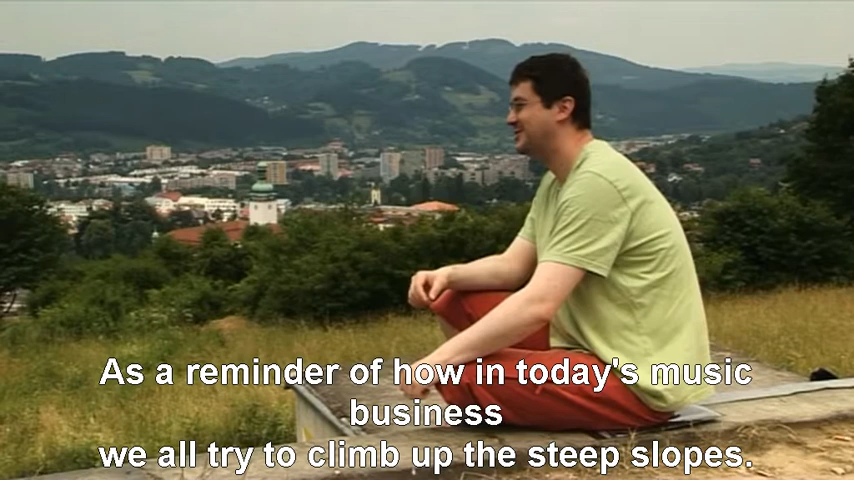 As a reminder of how in today's music
business
we all try to climb up the steep slopes.